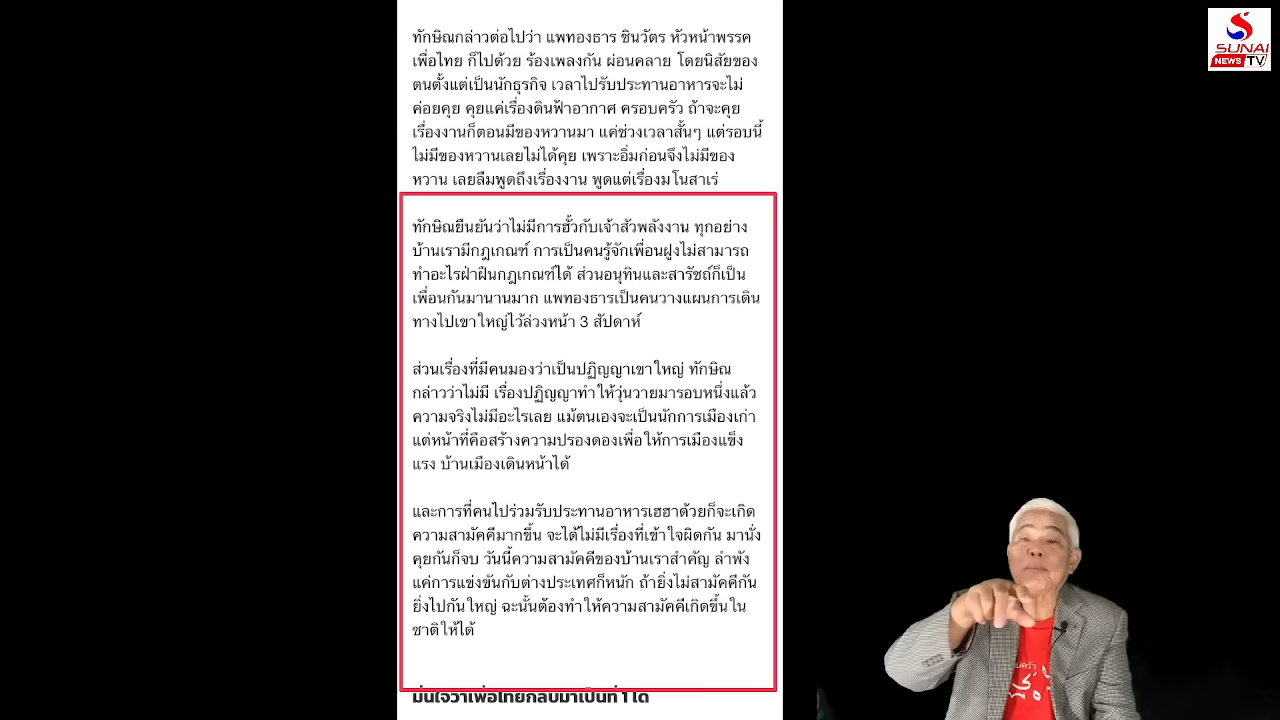 ทักษิณกล่าวต่อไปว่า แพทองธาร ชินวัตร หัวหน้าพรรค
เพื่อไทย ก็ไปด้วย ร้องเพลงกัน ผ่อนคลาย โดยนิสัยของ
ตนตั้งแต่เป็นนักธุรกิจ เวลาไปรับประทานอาหารจะไม่
ค่อยคุย คุยแค่เรื่องดินฟ้าอากาศ ครอบครัว ถ้าจะคุย
เรื่องงานก็ตอนมีของหวานมา แค่ช่วงเวลาสั้นๆ แต่รอบนี้
ไม่มีของหวานเลยไม่ได้คุย เพราะอิ่มก่อนจึงไม่มีของ
หวาน เลยลืมพูดถึงเรื่องงาน พูดแต่เรื่องมโนสาเร่
ทักษิณยืนยันว่าไม่มีการฮั้วกับเจ้าสัวพลังงาน ทุกอย่าง
บ้านเรามีกฎเกณฑ์ การเป็นคนรู้จักเพื่อนฝูงไม่สามารถ
ทำอะไรฝ่าฝืนกฎเกณฑ์ได้ ส่วนอนุทินและสารัชถ์ก็เป็น
เพื่อนกันมานานมาก แพทองธารเป็นคนวางแผนการเดิน
ทางไปเขาใหญ่ไว้ล่วงหน้า 3 สัปดาห์
ส่วนเรื่องที่มีคนมองว่าเป็นปฏิญญาเขาใหญ่ ทักษิณ
กล่าวว่าไม่มี เรื่องปฏิญญาทำให้วุ่นวายมารอบหนึ่งแล้ว
ความจริงไม่มีอะไรเลย แม้ตนเองจะเป็นนักการเมืองเก่า
แต่หน้าที่คือสร้างความปรองดองเพื่อให้การเมืองแข็ง
แรง บ้านเมืองเดินหน้าได้
และการที่คนไปร่วมรับประทานอาหารเฮฮาด้วยก็จะเกิด
ความสามัคคีมากขึ้น จะได้ไม่มีเรื่องที่เข้าใจผิดกัน มานั่ง
คุยกันก็จบ วันนี้ความสามัคคีของบ้านเราสำคัญ ลำพัง
แค่การแข่งขันกับต่างประเทศก็หนัก ถ้ายิ่งไม่สามัคคีกัน
ยิ่งไปกันใหญ่ ฉะนั้นต้องทำให้ความสามัคคีเกิดขึ้นใน
ชาติให้ได้
มั่นใจว่าเพื่อไทยกลับมาเป็นที่ 1 ได้
SUNAI
NEWS TV